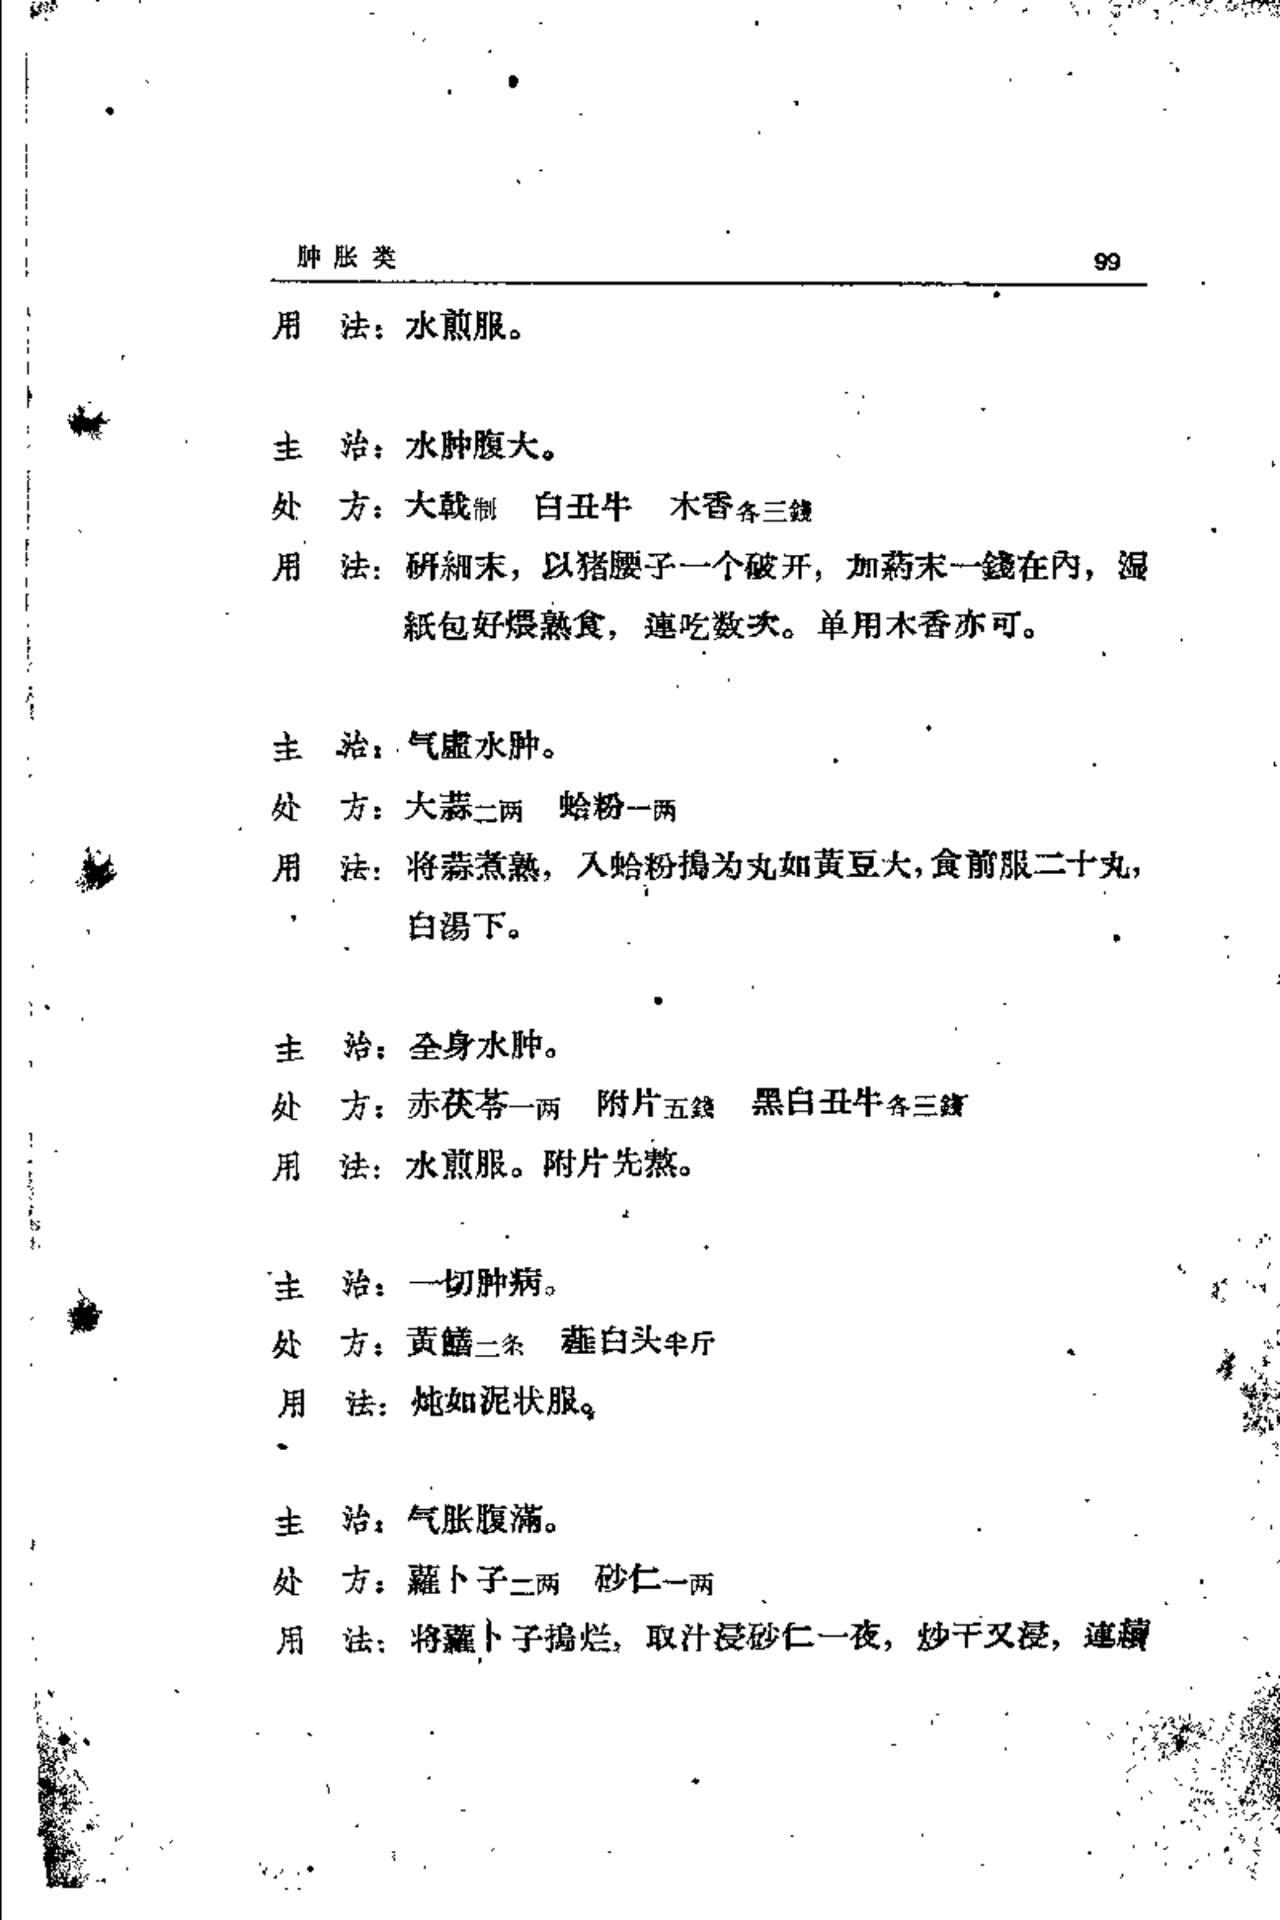 肿胀类 99
用　法：水煎服。
主　治：水肿腹大。
处　方：大戟制　白丑牛　木香各三錢
用　法：研細末，以猪腰子一个破开，加葯末一錢在內，湿
紙包好煨熟食，連吃数次。单用木香亦可。
主　治：气虛水肿。
处　方：大蒜二两　蛤粉一两
用　法：将蒜煮熟，入蛤粉搗为丸如黃豆大，食前服二十丸，
白湯下。
主　治：全身水肿。
处　方：赤茯苓一两　附片五錢　黑白丑牛各三錢
用　法：水煎服。附片先熬。
主　治：一切肿病。
处　方：黃鱔二条　薤白头半斤
用　法：炖如泥状服。
主　治：气胀腹滿。
处　方：蘿卜子二两　砂仁一两
用　法：将蘿卜子搗烂，取汁浸砂仁一夜，炒干又浸，連續